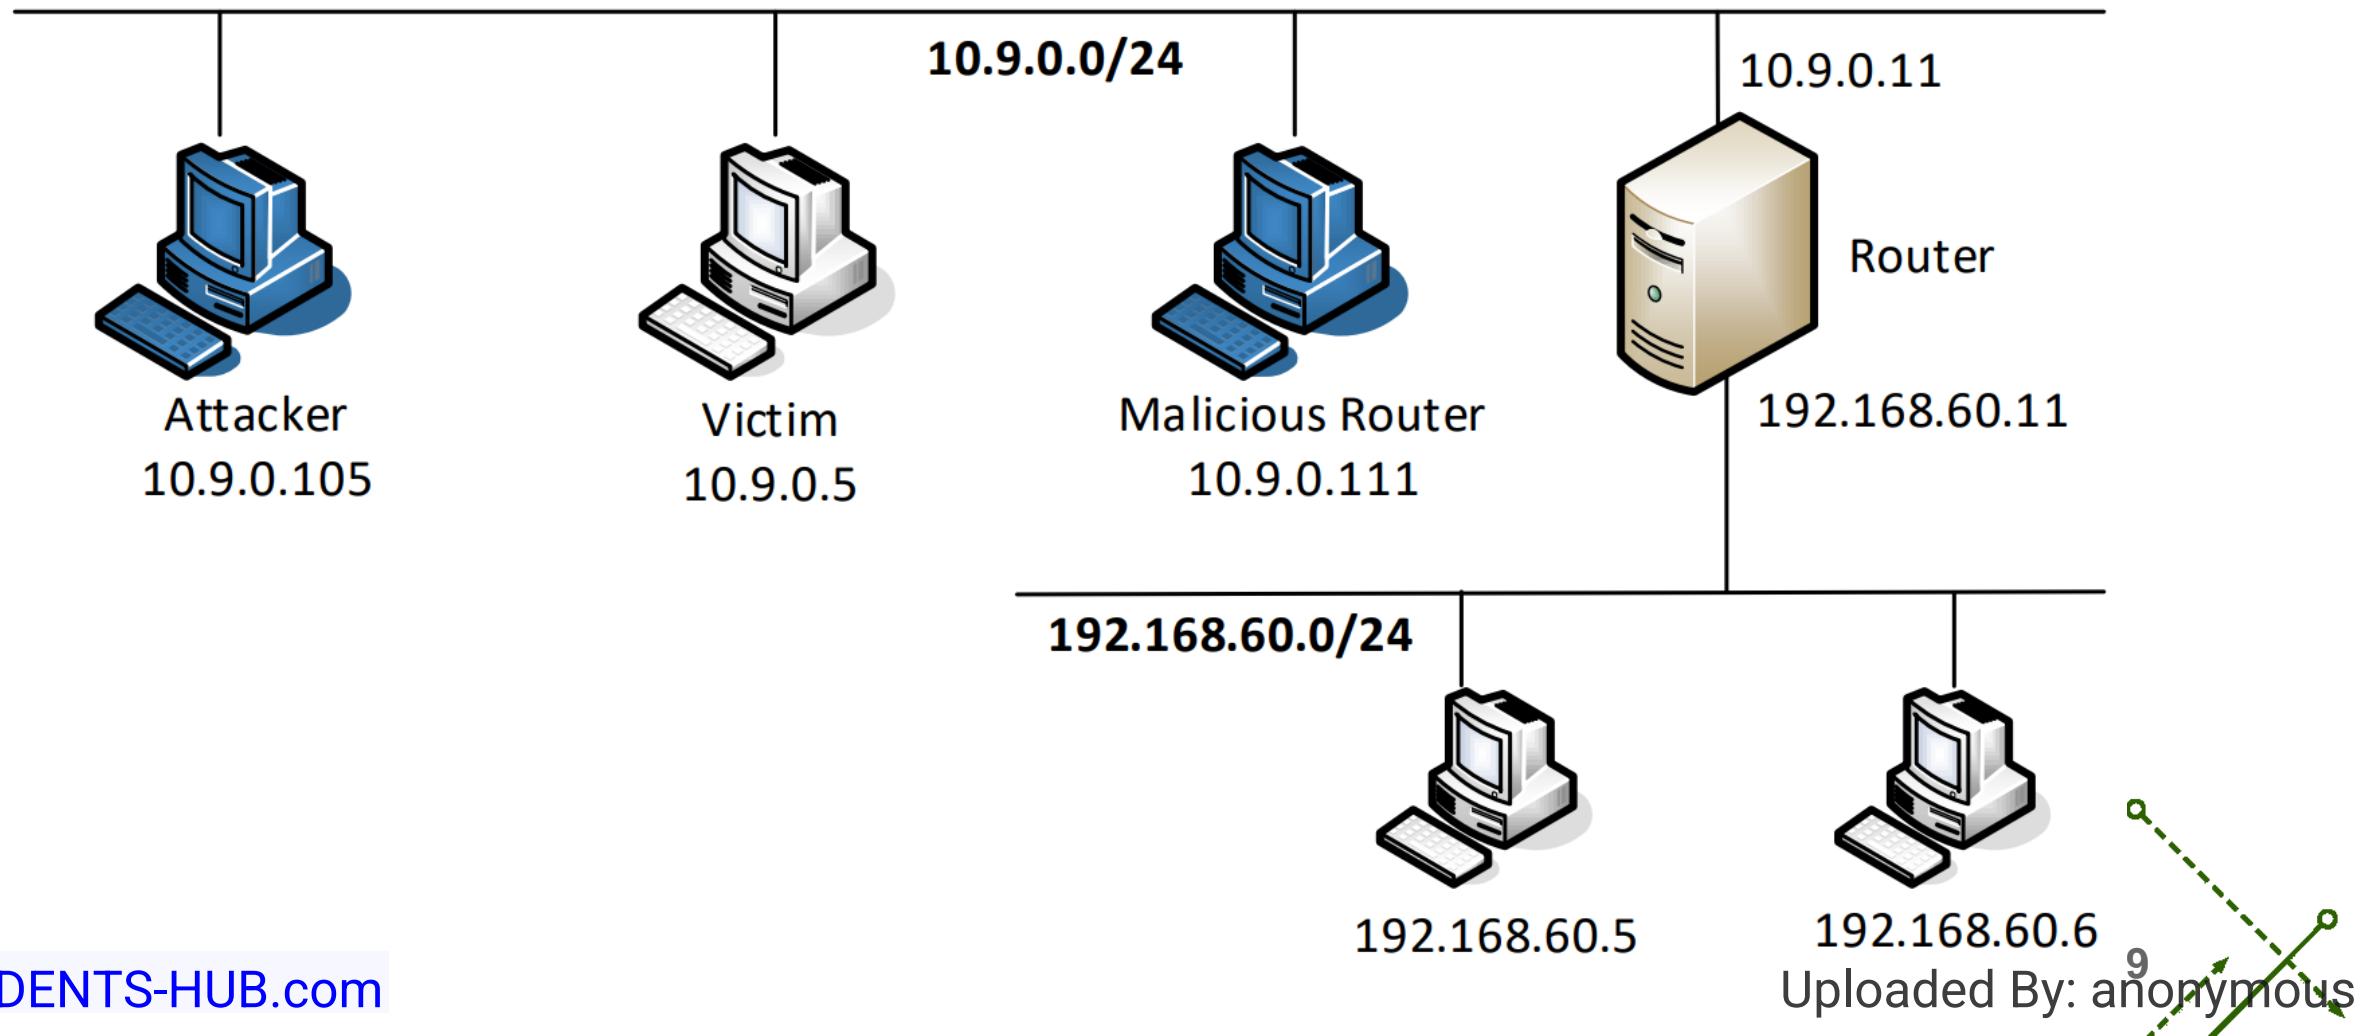 10.9.0.0/24
10.9.0.11
Router
Attacker
10.9.0.105
Victim
10.9.0.5
Malicious Router
10.9.0.111
192.168.60.11
192.168.60.0/24
192.168.60.5
192.168.60.6
9
DENTS-HUB.com
Uploaded By: anonymous